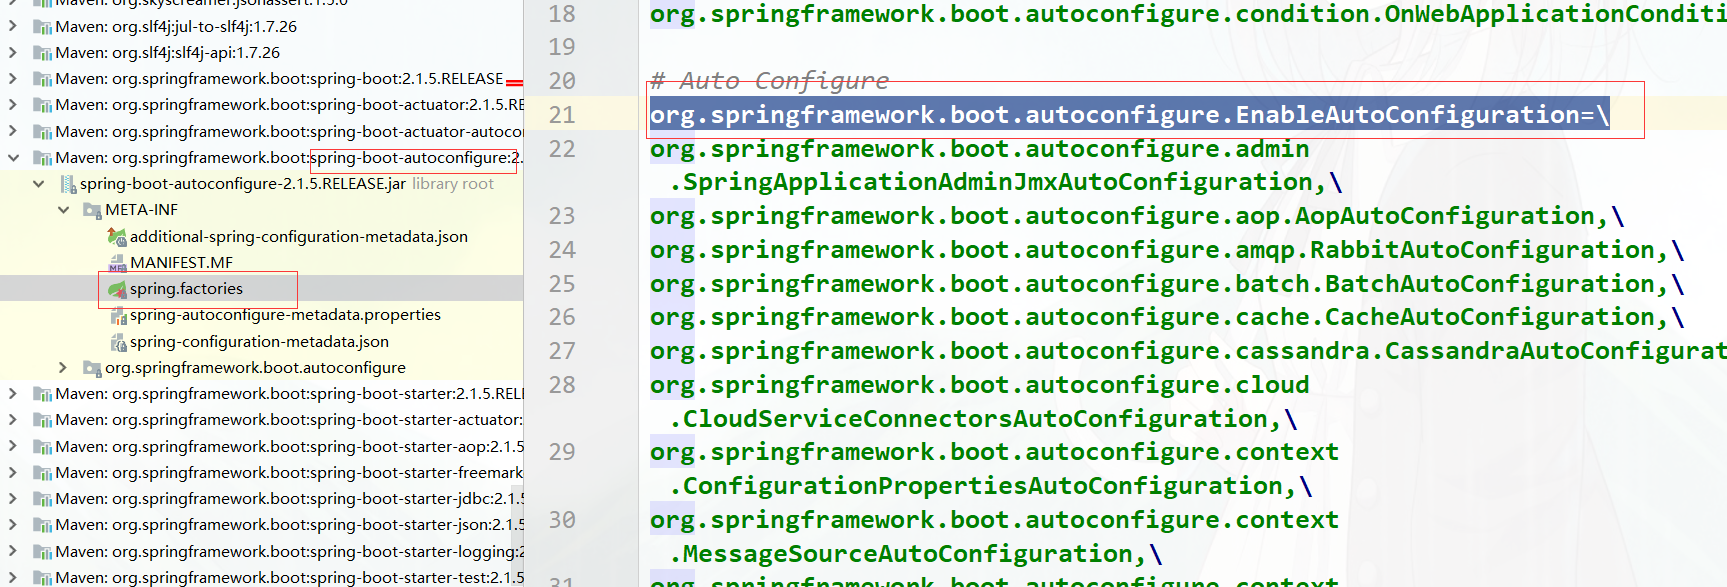 Maven: org.skyscreamer:jsonassert:1.5.0
Maven: org.slf4j:jul-to-slf4j:1.7.26
Maven: org.slf4j:slf4j-api:1.7.26
Maven: org.springframework.boot:spring-boot:2.1.5.RELEASE
Maven: org.springframework.boot:spring-boot-actuator:2.1.5.RE
Maven: org.springframework.boot:spring-boot-actuator-autocor
Maven: org.springframework.boot:spring-boot-autoconfigure:2.
spring-boot-autoconfigure-2.1.5.RELEASE.jar library root
META-INF
additional-spring-configuration-metadata.json
MANIFEST.MF
spring.factories
spring-autoconfigure-metadata.properties
spring-configuration-metadata.json
org.springframework.boot.autoconfigure
Maven: org.springframework.boot:spring-boot-starter:2.1.5.REL
Maven: org.springframework.boot:spring-boot-starter-actuator:
Maven: org.springframework.boot:spring-boot-starter-aop:2.1.5
Maven: org.springframework.boot:spring-boot-starter-freemark
Maven: org.springframework.boot:spring-boot-starter-jdbc:2.1.5
Maven: org.springframework.boot:spring-boot-starter-json:2.1.5
Maven: org.springframework.boot:spring-boot-starter-logging:2
Maven: org.springframework.boot:spring-boot-starter-test:2.1.5
18 org.springframework.boot.autoconfigure.condition.OnWebApplicationConditi
19
20 # Auto Configure
21 org.springframework.boot.autoconfigure.EnableAutoConfiguration=\
22 org.springframework.boot.autoconfigure.admin
.SpringApplicationAdminJmxAutoConfiguration,\
23 org.springframework.boot.autoconfigure.aop.AopAutoConfiguration,\
24 org.springframework.boot.autoconfigure.amqp.RabbitAutoConfiguration,\
25 org.springframework.boot.autoconfigure.batch.BatchAutoConfiguration,\
26 org.springframework.boot.autoconfigure.cache.CacheAutoConfiguration,\
27 org.springframework.boot.autoconfigure.cassandra.CassandraAutoConfigurat
28 org.springframework.boot.autoconfigure.cloud
.CloudServiceConnectorsAutoConfiguration,\
29 org.springframework.boot.autoconfigure.context
.ConfigurationPropertiesAutoConfiguration,\
30 org.springframework.boot.autoconfigure.context
.MessageSourceAutoConfiguration,\
31 org.springframework.boot.autoconfigure.context